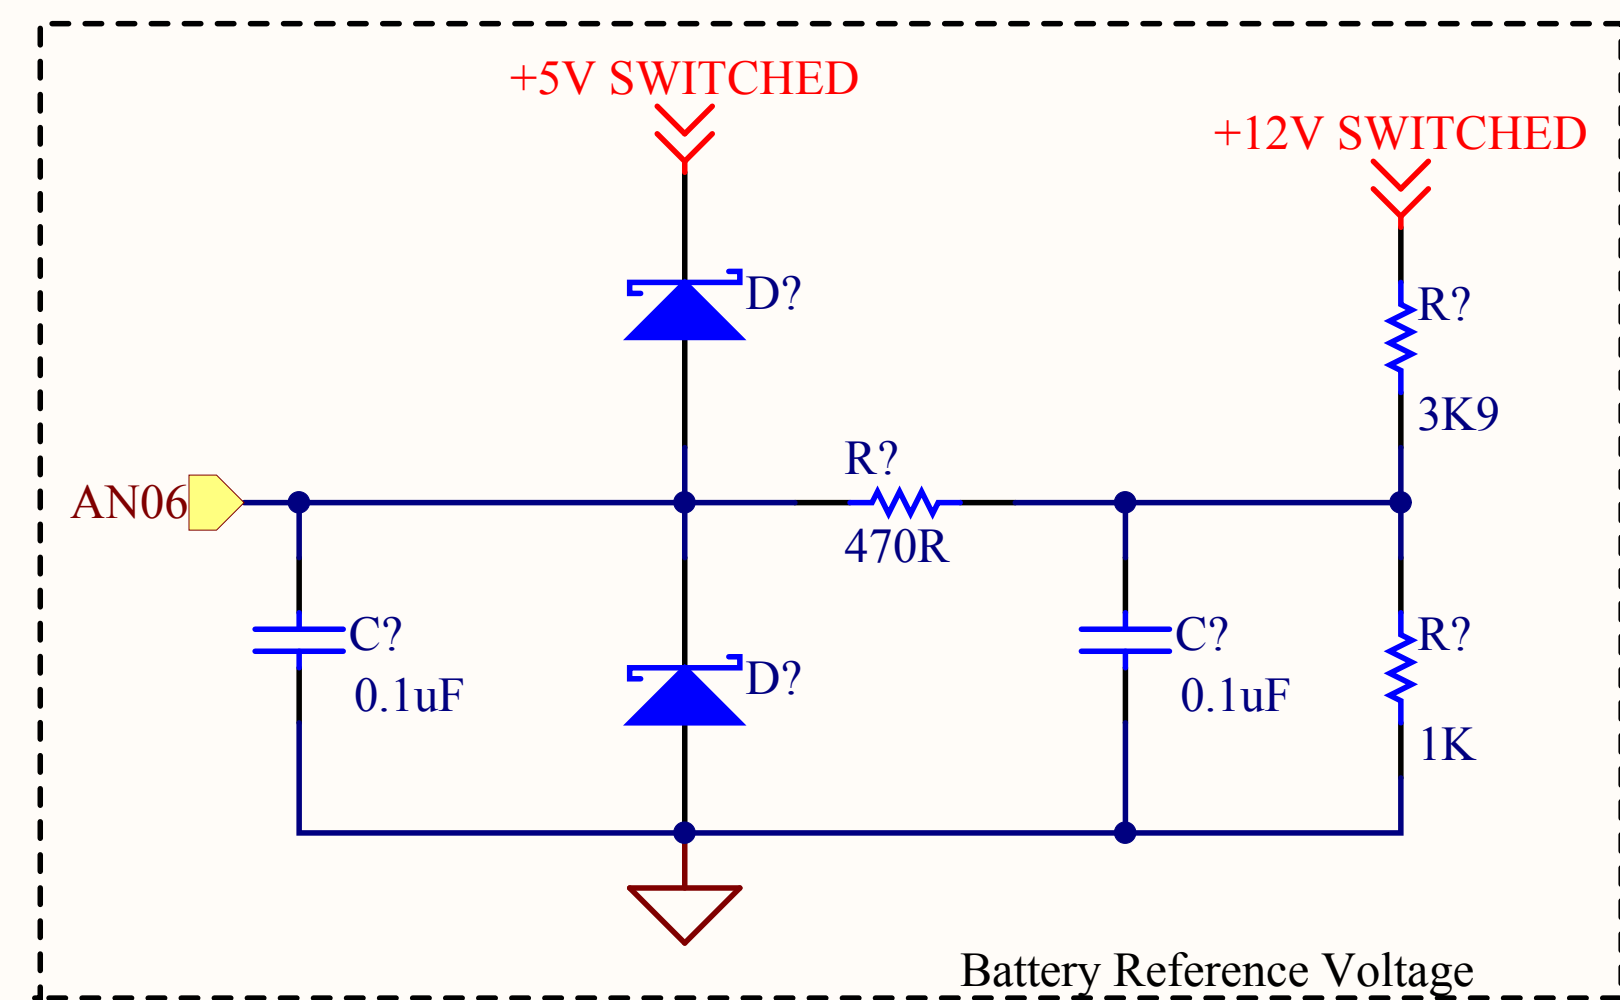 +5V SWITCHED
+12V SWITCHED
D?
R?
3K9
R?
AN06
470R
C?
0.1uF
D?
C?
0.1uF
R?
1K
Battery Reference Voltage